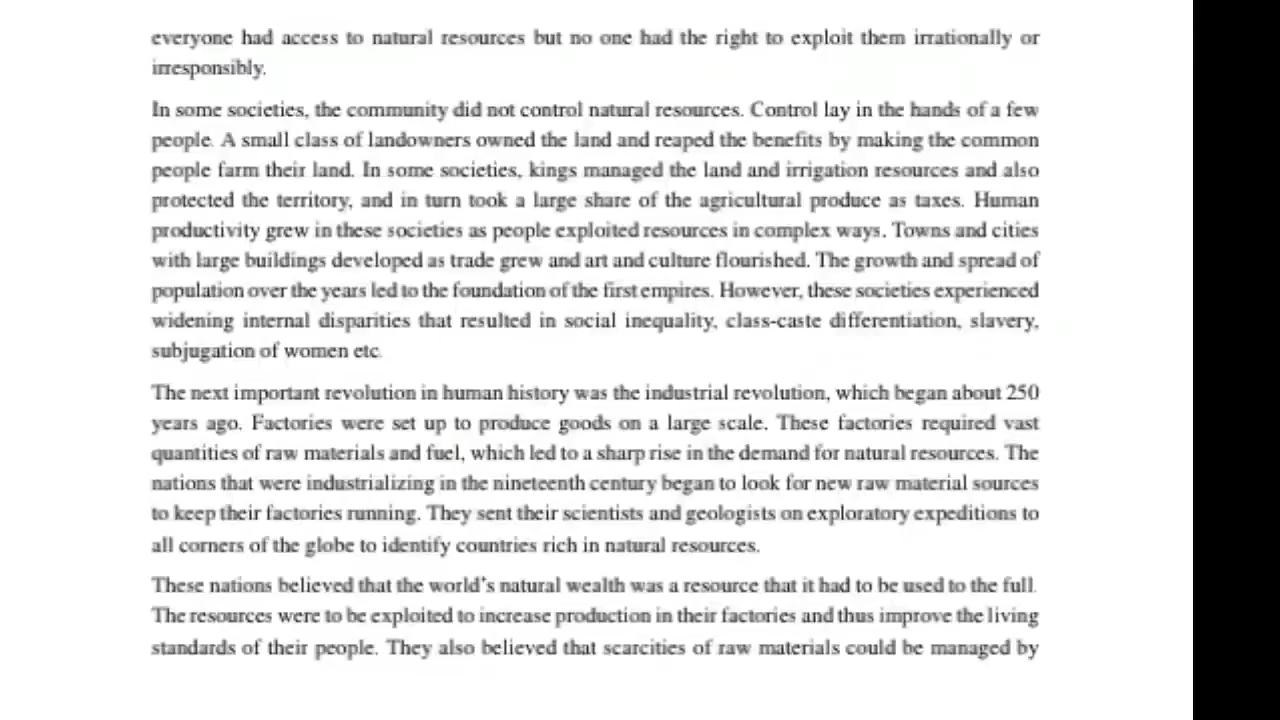 everyone had access to natural resources but no one had the right to exploit them irrationally or
irresponsibly.
In some societies, the community did not control natural resources. Control lay in the hands of a few
people. A small class of landowners owned the land and reaped the benefits by making the common
people farm their land. In some societies, kings managed the land and irrigation resources and also
protected the territory, and in turn took a large share of the agricultural produce as taxes. Human
productivity grew in these societies as people exploited resources in complex ways. Towns and cities
with large buildings developed as trade grew and art and culture flourished. The growth and spread of
population over the years led to the foundation of the first empires. However, these societies experienced
widening internal disparities that resulted in social inequality, class-caste differentiation, slavery,
subjugation of women etc.
The next important revolution in human history was the industrial revolution, which began about 250
years ago. Factories were set up to produce goods on a large scale. These factories required vast
quantities of raw materials and fuel, which led to a sharp rise in the demand for natural resources. The
nations that were industrializing in the nineteenth century began to look for new raw material sources
to keep their factories running. They sent their scientists and geologists on exploratory expeditions to
all corners of the globe to identify countries rich in natural resources.
These nations believed that the world's natural wealth was a resource that it had to be used to the full.
The resources were to be exploited to increase production in their factories and thus improve the living
standards of their people. They also believed that scarcities of raw materials could be managed by